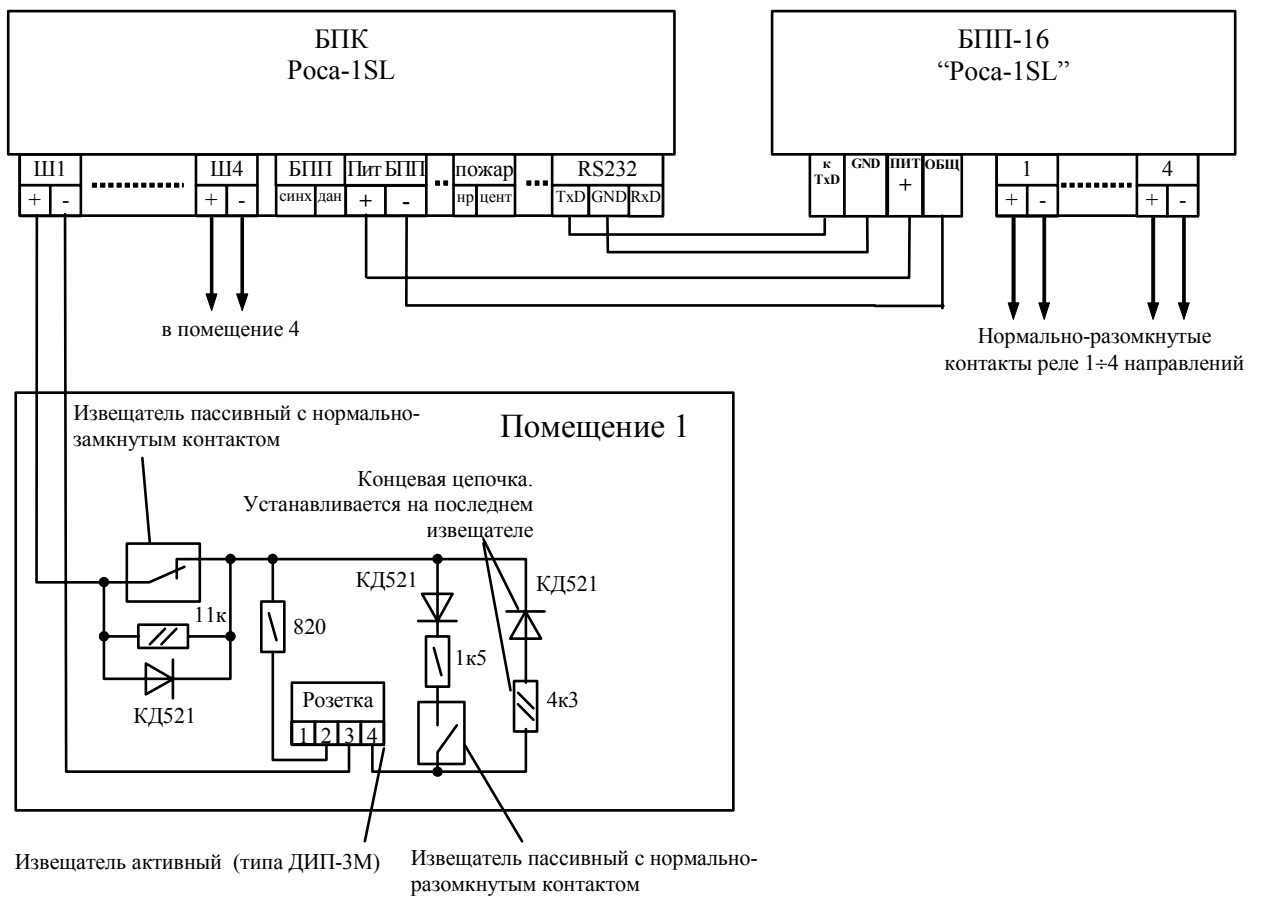 БПК
Роса-1SL
БПП-16
“Роса-1SL”
Ш1
Ш4
БПП
Пит БПП
пожар
RS232
+
-
+
-
синх
дан
+
-
нр
цент
TxD
GND
RxD
к
TxD
GND
ПИТ
+
ОБЩ
1
4
+
-
+
-
в помещение 4
Нормально-разомкнутые
контакты реле 1÷4 направлений
Помещение 1
Извещатель пассивный с нормально-
замкнутым контактом
Концевая цепочка.
Устанавливается на последнем
извещателе
КД521
КД521
11к
820
1к5
4к3
КД521
Розетка
1
2
3
4
Извещатель активный (типа ДИП-3М)
Извещатель пассивный с нормально-
разомкнутым контактом